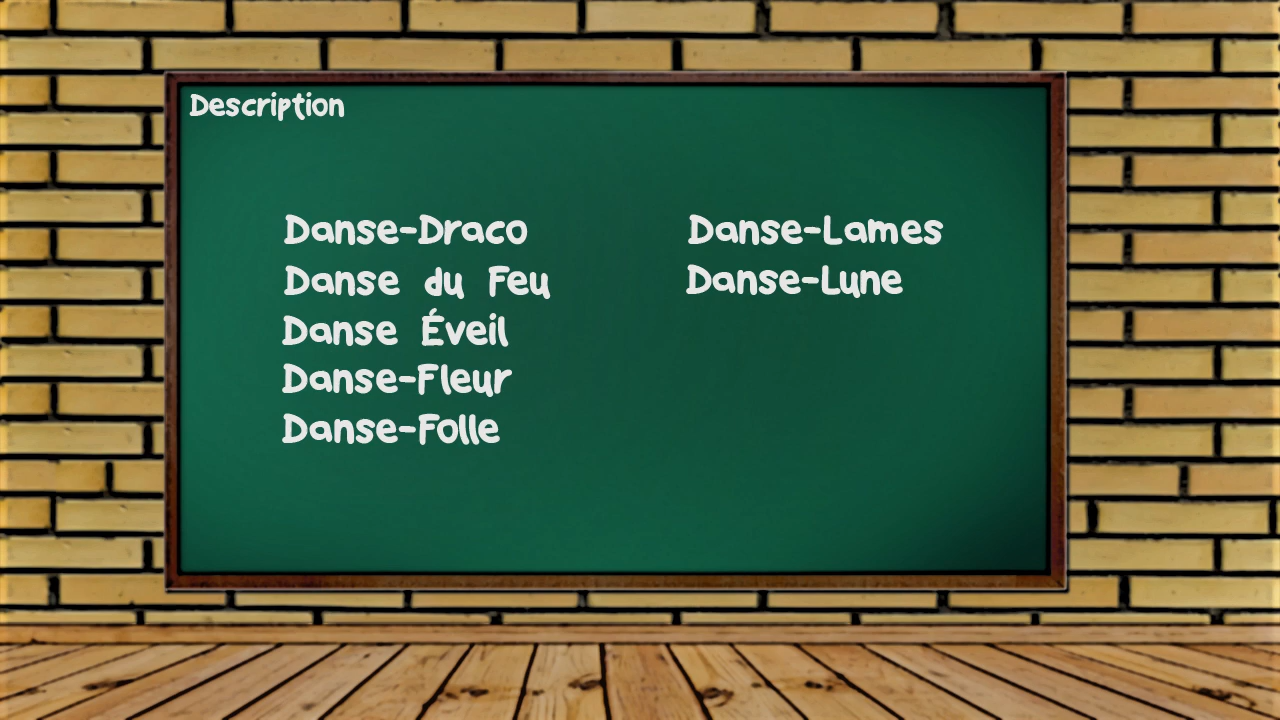 Description
Danse-Draco
Danse du Feu
Danse Éveil
Danse-Fleur
Danse-Folle
Danse-Lames
Danse-Lune